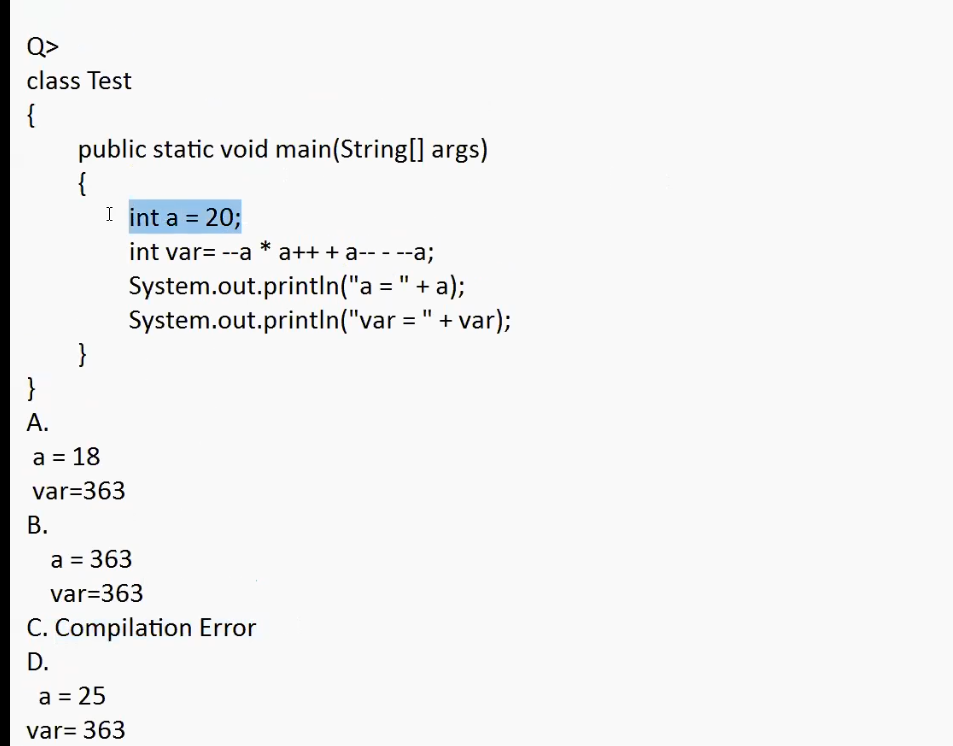 Q>
class Test
{
public static void main(String[] args)
{
int a = 20;
int var= --a * a++ + a-- - --a;
System.out.println("a = " + a);
System.out.println("var = " + var);
}
}
A.
a = 18
var=363
B.
a = 363
var=363
C. Compilation Error
D.
a = 25
var= 363